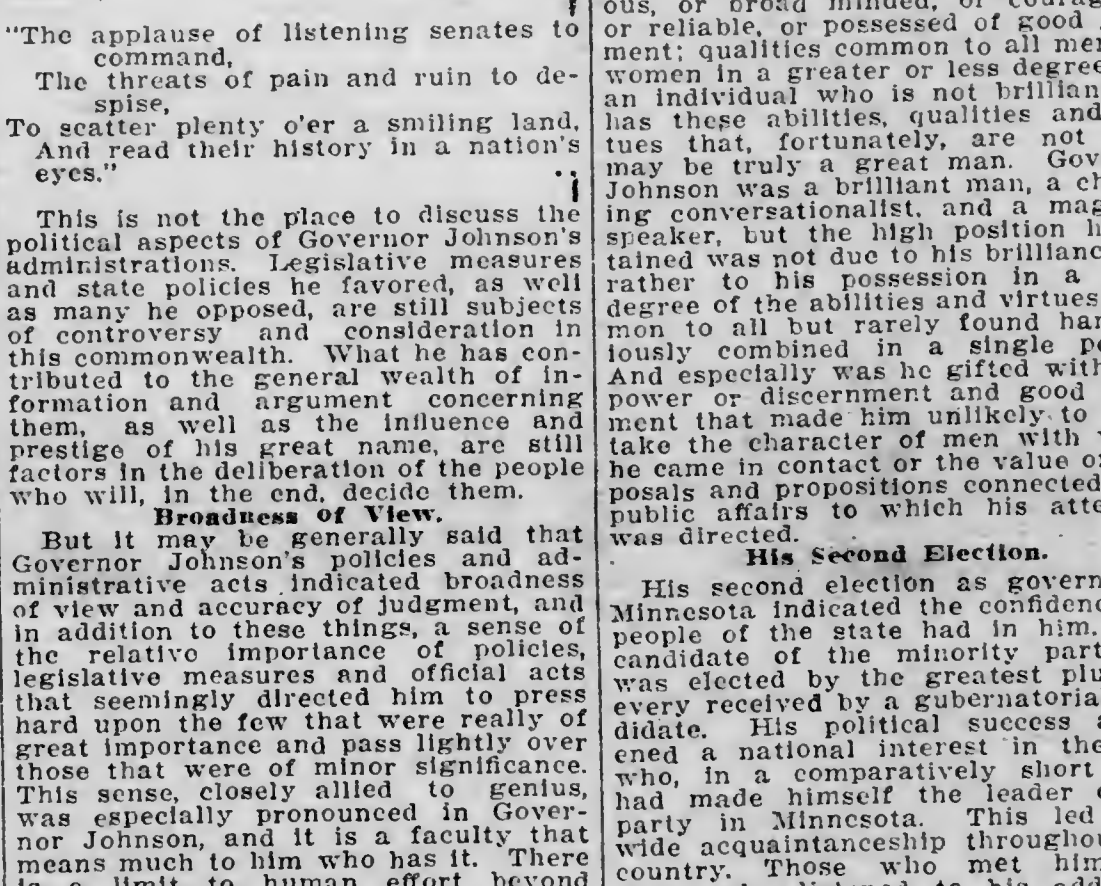 "The applause of listening senates to
command,
The threats of pain and ruin to de-
spise,
To scatter plenty o'er a smiling land,
And read their history in a nation's
eyes."
This is not the place to discuss the
political aspects of Governor Johnson's
administrations. Legislative measures
and state policies he favored, as well
as many he opposed, are still subjects
of controversy and consideration in
this commonwealth. What he has con-
tributed to the general wealth of in-
formation and argument concerning
them, as well as the influence and
prestige of his great name, are still
factors in the deliberation of the people
who will, in the end, decide them.
Broadness of View.
But it may be generally said that
Governor Johnson's policies and ad-
ministrative acts indicated broadness
of view and accuracy of judgment, and
in addition to these things, a sense of
the relative importance of policies,
legislative measures and official acts
that seemingly directed him to press
hard upon the few that were really of
great importance and pass lightly over
those that were of minor significance.
This sense, closely allied to genius,
was especially pronounced in Gover-
nor Johnson, and it is a faculty that
means much to him who has it. There
is a limit to human effort beyond
ous, or broad minded, or courag
or reliable, or possessed of good
ment; qualities common to all men
women in a greater or less degree
an individual who is not brillian
has these abilities, qualities and
tues that, fortunately, are not
may be truly a great man. Gov
Johnson was a brilliant man, a ch
ing conversationalist, and a mag
speaker, but the high position h
tained was not due to his brillianc
rather to his possession in a
degree of the abilities and virtues
mon to all but rarely found har
iously combined in a single pe
And especially was he gifted with
power or discernment and good
ment that made him unlikely to
take the character of men with
he came in contact or the value o
posals and propositions connected
public affairs to which his atte
was directed.
His Second Election.
His second election as govern
Minnesota indicated the confidenc
people of the state had in him.
candidate of the minority part
was elected by the greatest plu
every received by a gubernatoria
didate. His political success a
ened a national interest in the
who, in a comparatively short
had made himself the leader
party in Minnesota. This led
wide acquaintanceship throughou
country. Those who met him
listened to his add